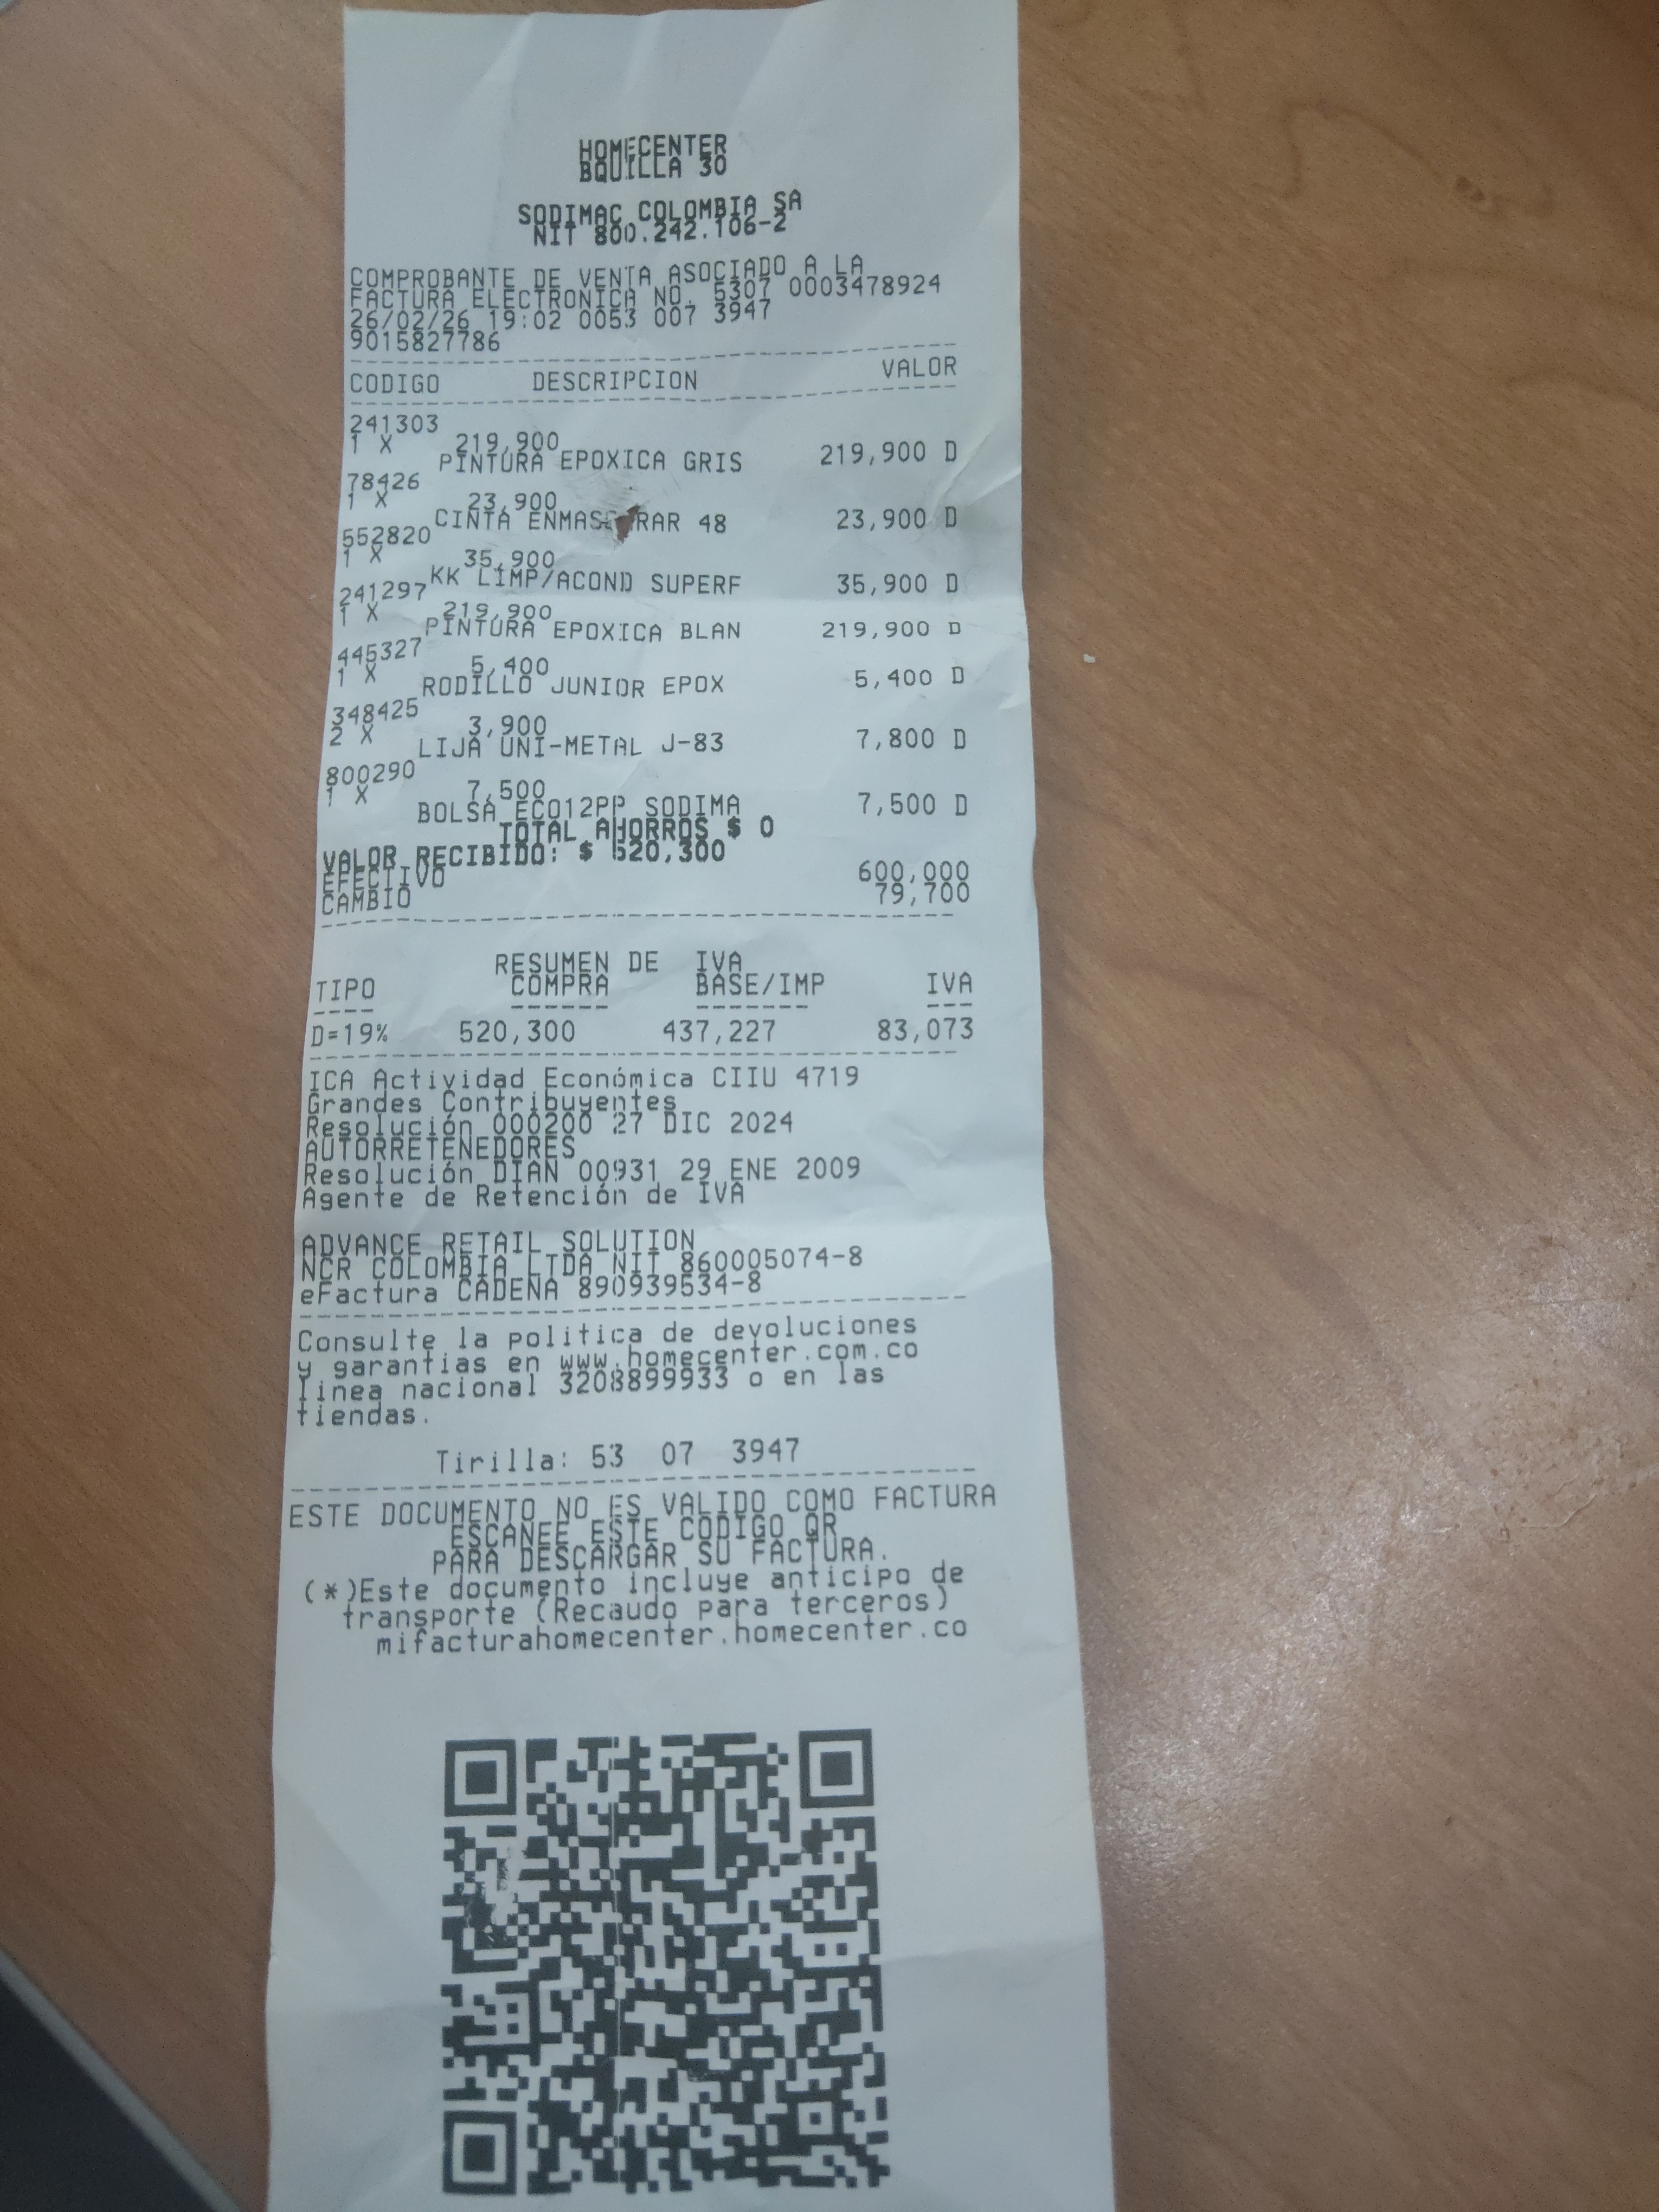 HOMECENTER
BQUILLA 30
SODIMAC COLOMBIA SA
NIT 800.242.106-2
COMPROBANTE DE VENTA ASOCIADO A LA
FACTURA ELECTRONICA NO. 5307 0003478924
26/02/26 19:02 0053 007 3947
9015827786
CODIGO DESCRIPCION VALOR
241303
1 X 219,900
PINTURA EPOXICA GRIS 219,900 D
78426
1 X 23,900
CINTA 48 23,900 D
552820
1 X 35,900
KK LIMP/ACOND SUPERF 35,900 D
241297
1 X 219,900
PINTURA EPOXICA BLAN 219,900 D
445327
1 X 5,400
RODILLO JUNIOR EPOX 5,400 D
348425
2 X 3,900
LIJA UNI-METAL J-83 7,800 D
800290
1 X 7,500
BOLSA ECO12PP SODIMA 7,500 D
TOTAL AHORROS $ 0
VALOR RECIBIDO: $ 520,300
EFECTIVO 600,000
CAMBIO 79,700
RESUMEN DE IVA
TIPO COMPRA BASE/IMP IVA
D=19% 520,300 437,227 83,073
ICA Actividad Económica CIIU 4719
Grandes Contribuyentes
Resolución 000200 27 DIC 2024
AUTORRETENEDORES
Resolución DIAN 00931 29 ENE 2009
Agente de Retención de IVA
ADVANCE RETAIL SOLUTION
NCR COLOMBIA LTDA NIT 860005074-8
eFactura CADENA 890939534-8
Consulte la politica de devoluciones
y garantias en www.homecenter.com.co
linea nacional 3208899933 o en las
tiendas.
Tirilla: 53 07 3947
ESTE DOCUMENTO NO ES VALIDO COMO FACTURA
ESCANEE ESTE CODIGO QR
PARA DESCARGAR SU FACTURA.
(*)Este documento incluye anticipo de
transporte (Recaudo para terceros)
mifacturahomecenter.homecenter.co